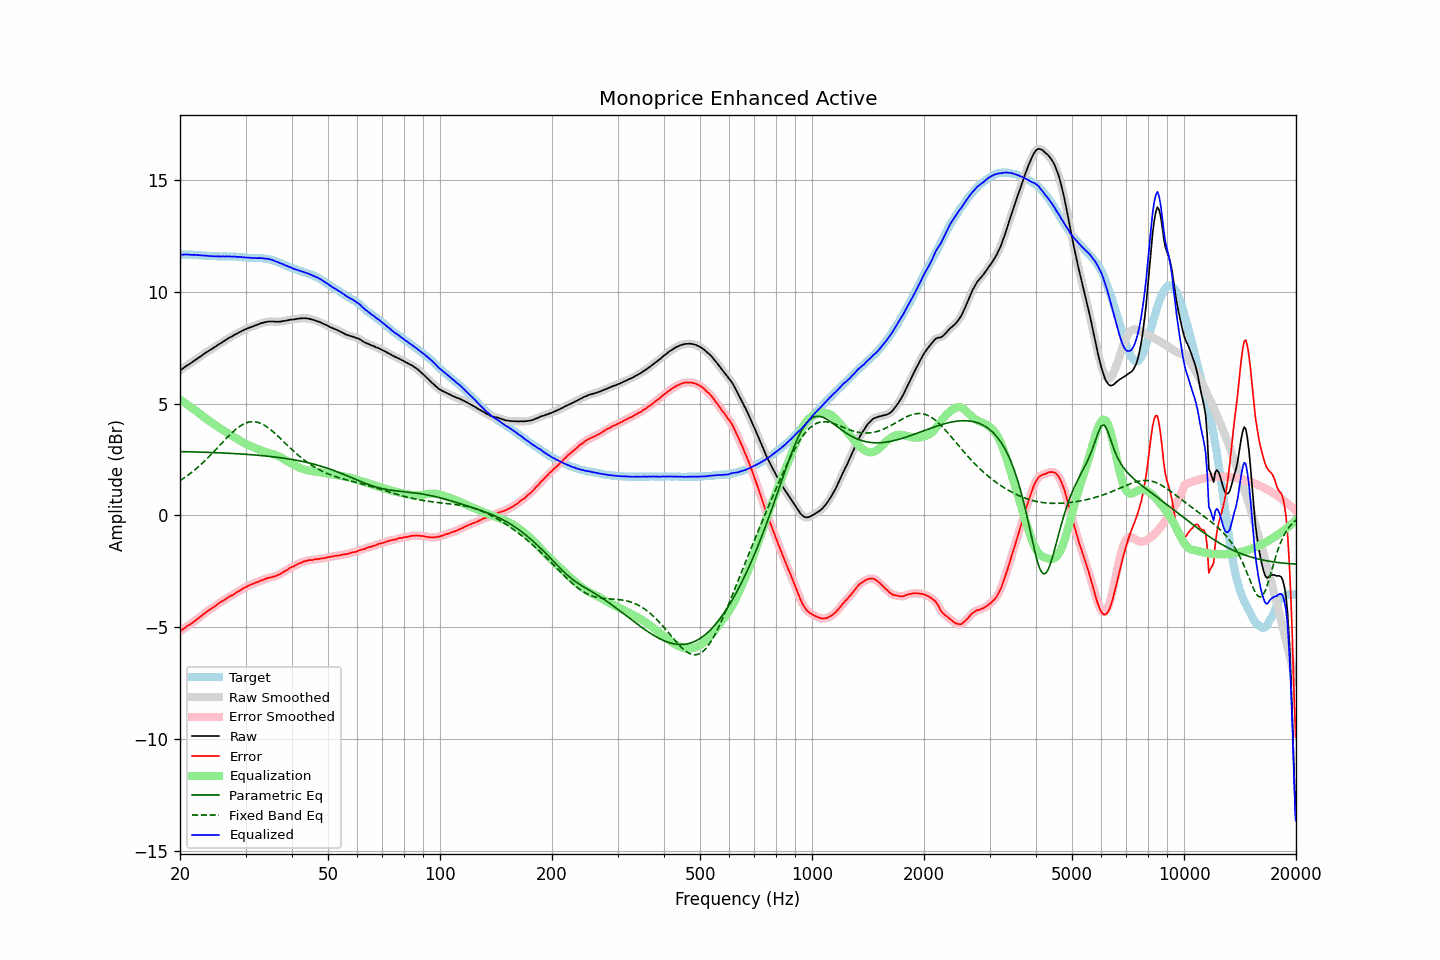 Monoprice Enhanced Active
Amplitude (dBr)
15
10
5
0
−5
−10
−15
Target
Raw Smoothed
Error Smoothed
Raw
Error
Equalization
Parametric Eq
Fixed Band Eq
Equalized
20 50 100 200 500 1000 2000 5000 10000 20000
Frequency (Hz)